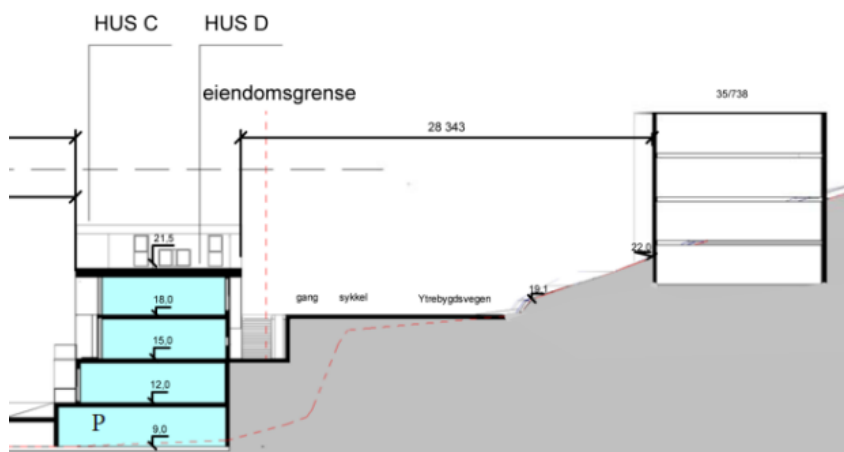 HUS C HUS D
eiendomsgrense
35/738
28 343
21,5
22,0
18,0
gang sykkel Ytrebygdsvegen
19,1
15,0
12,0
P
9,0